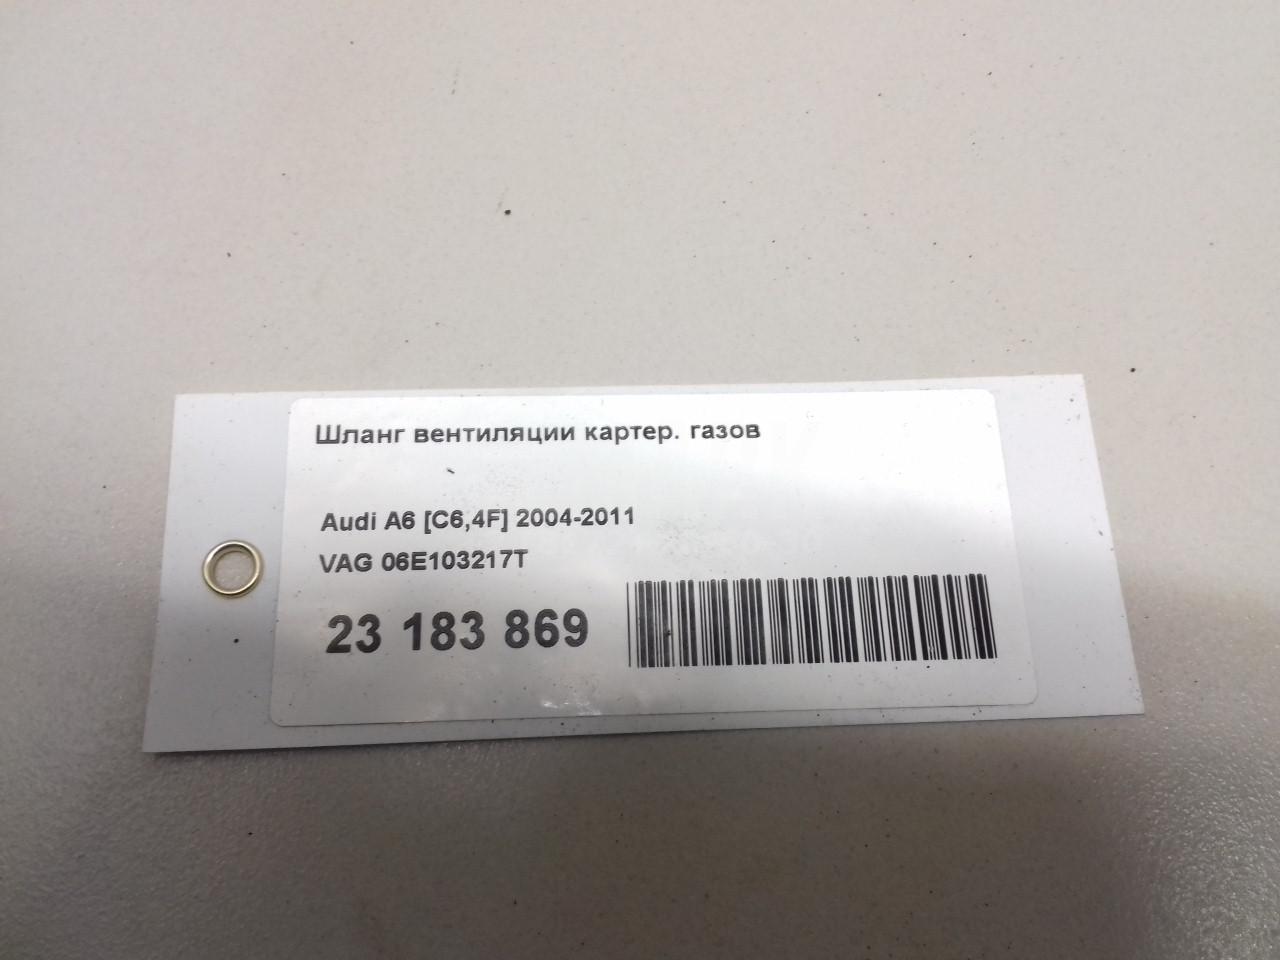 Шланг вентиляции картер. газов
Audi A6 [C6,4F] 2004-2011
VAG 06E103217T
23 183 869